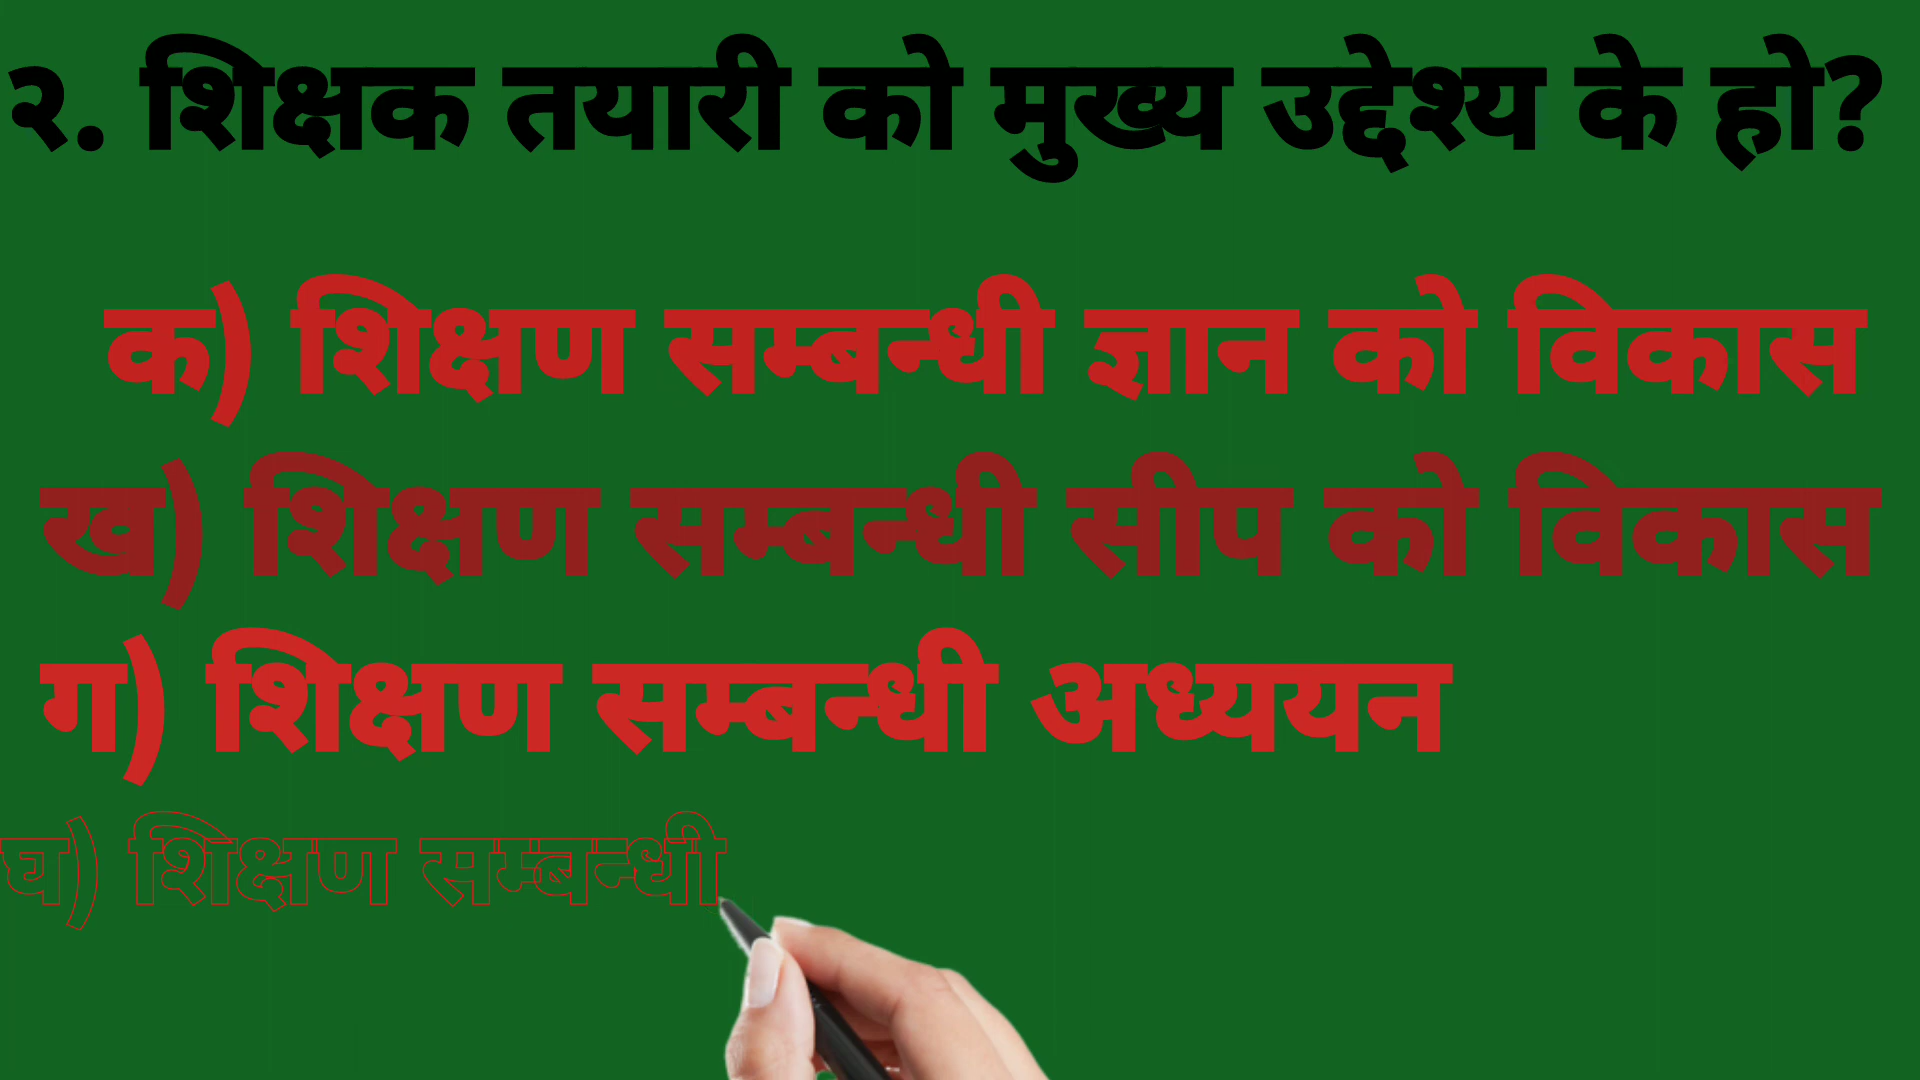 २. शिक्षक तयारी को मुख्य उद्देश्य के हो?
क) शिक्षण सम्बन्धी ज्ञान को विकास
ख) शिक्षण सम्बन्धी सीप को विकास
ग) शिक्षण सम्बन्धी अध्ययन
घ) शिक्षण सम्बन्धी